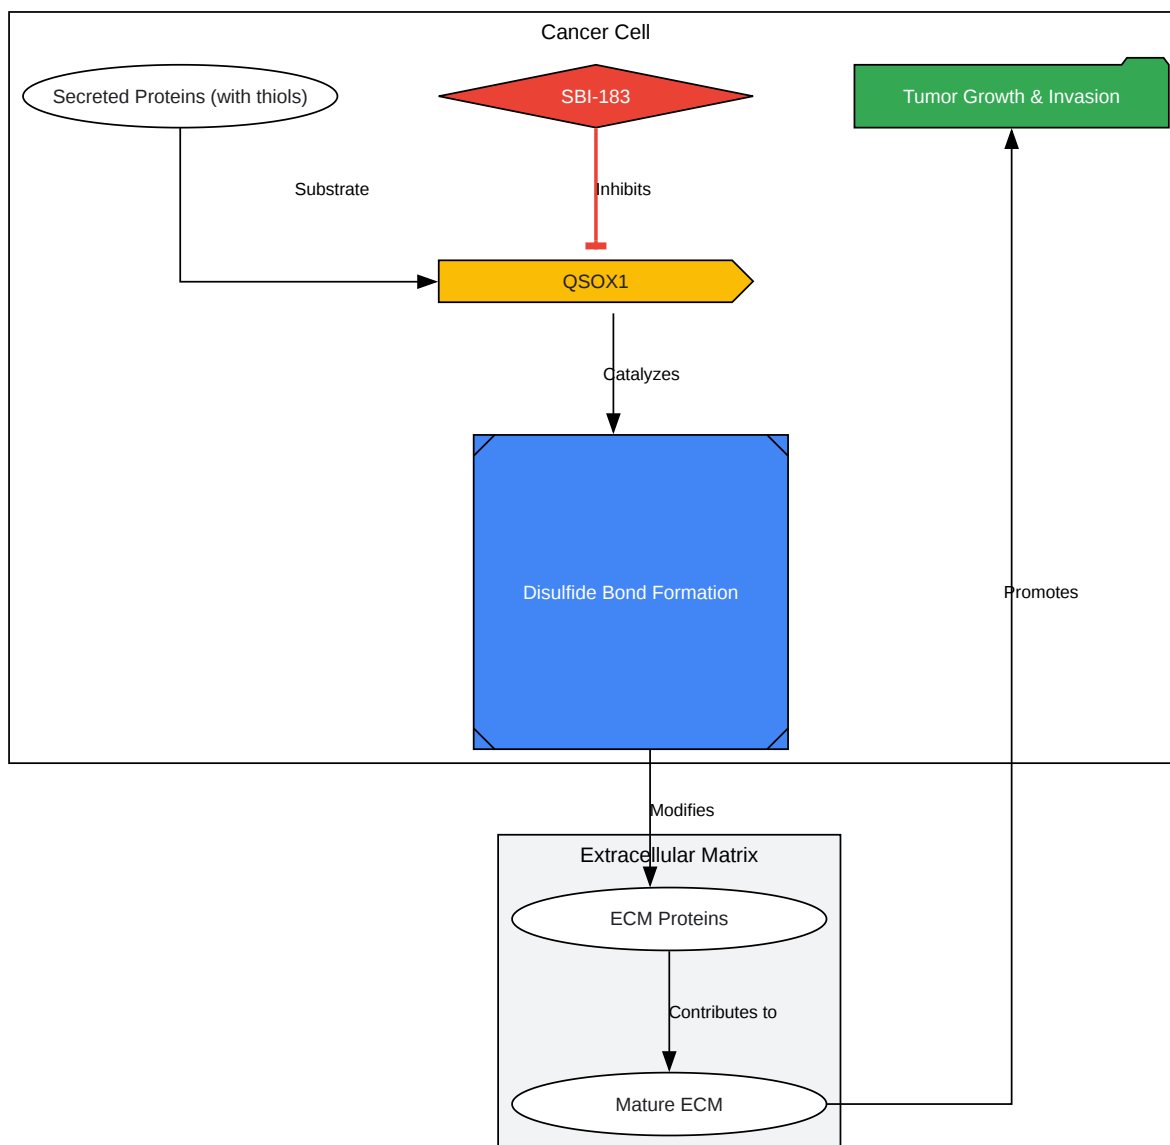 Cancer Cell
Secreted Proteins (with thiols)
SBI-183
Tumor Growth & Invasion
Substrate
Inhibits
QSOX1
Catalyzes
Disulfide Bond Formation
Promotes
Modifies
Extracellular Matrix
ECM Proteins
Contributes to
Mature ECM